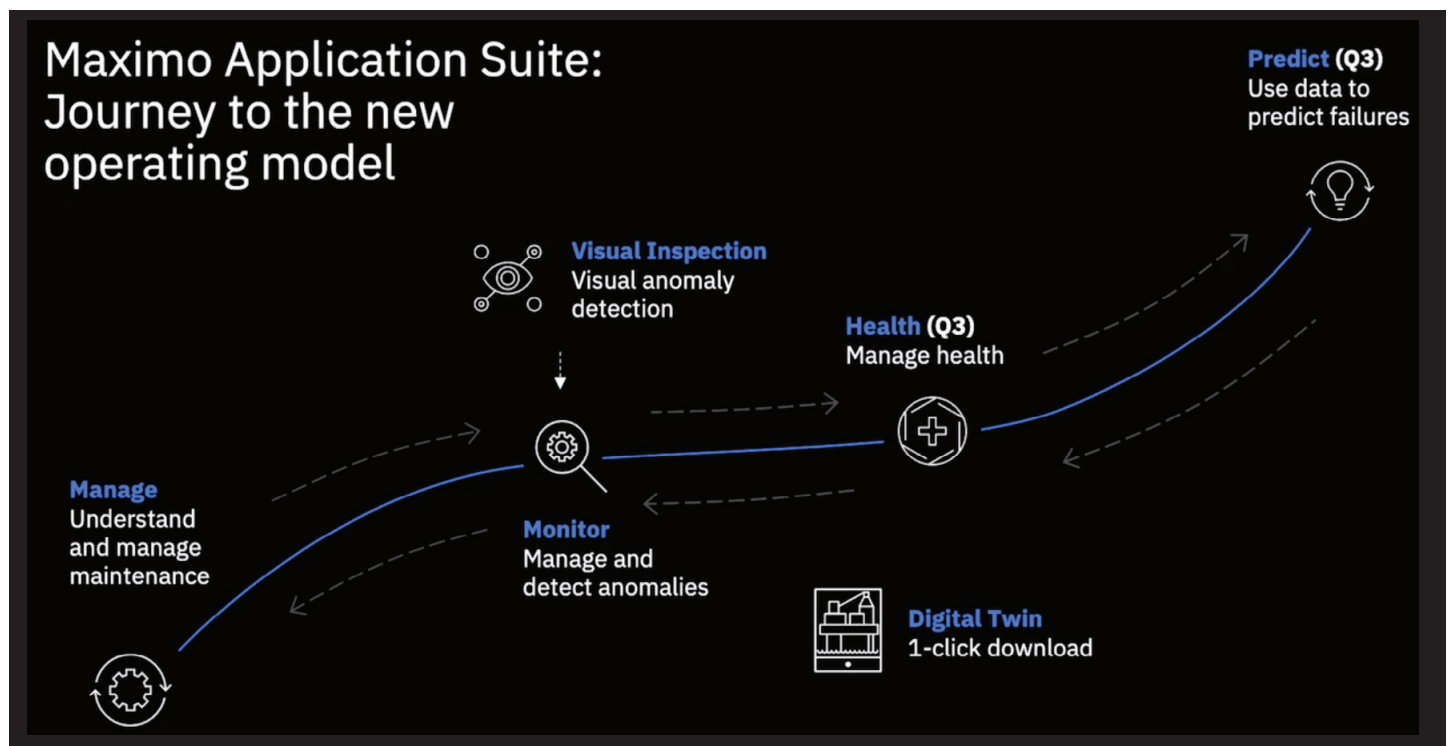 Maximo Application Suite:
Journey to the new
operating model
Predict (Q3)
Use data to
predict failures
Visual Inspection
Visual anomaly
detection
Health (Q3)
Manage health
Manage
Understand
and manage
maintenance
Monitor
Manage and
detect anomalies
Digital Twin
1-click download